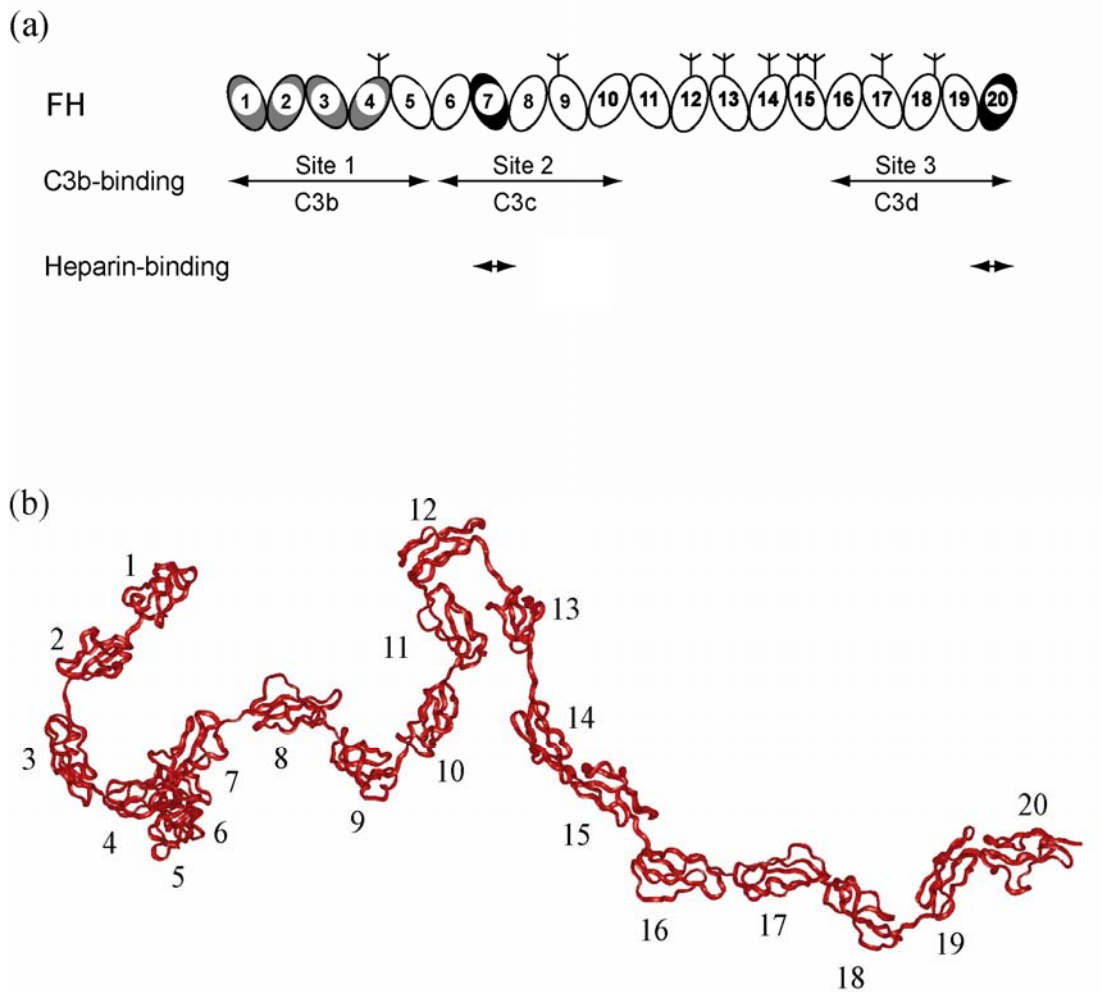 (a)
FH 1 2 3 4 5 6 7 8 9 10 11 12 13 14 15 16 17 18 19 20
Site 1 Site 2 Site 3
C3b-binding
C3b C3c C3d
Heparin-binding
(b)
12
1
13
2
11
14
3
7 8 10
20
4 6 9
15
5
16 17
19
18